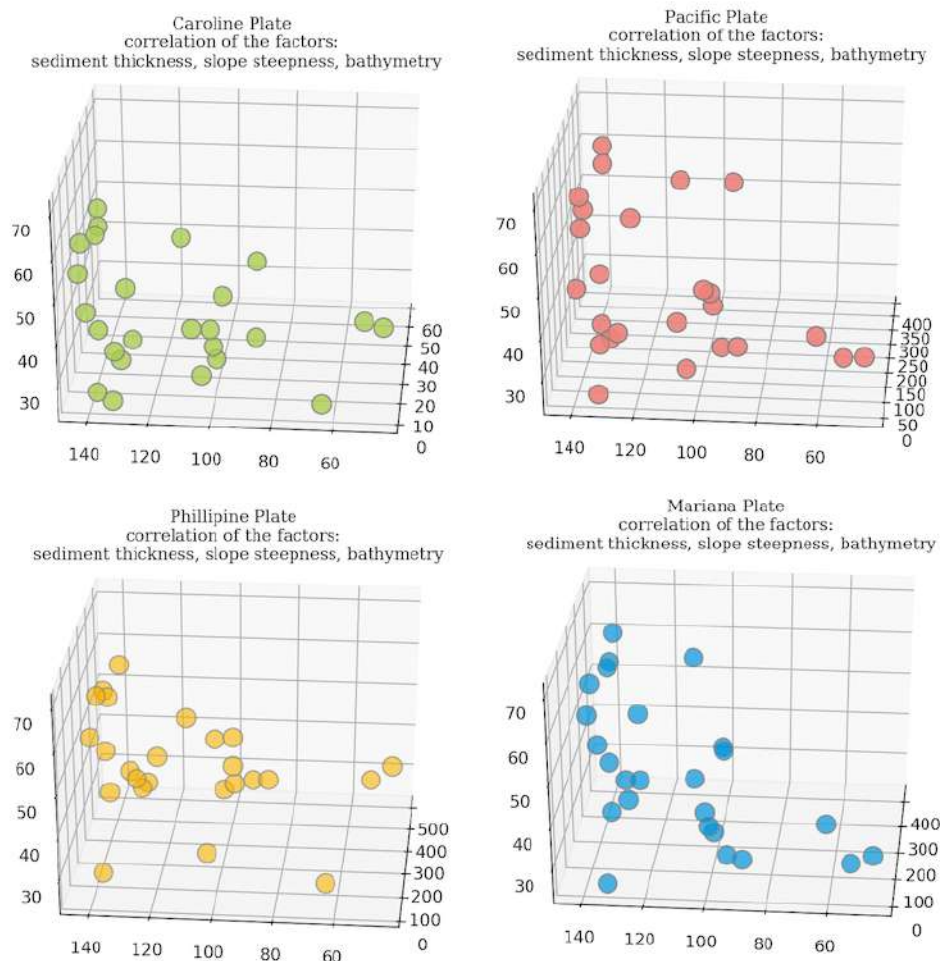 Caroline Plate
correlation of the factors:
sediment thickness, slope steepness, bathymetry
70
60
50
40
30
60
50
40
30
20
10
0
140 120 100 80 60
Pacific Plate
correlation of the factors:
sediment thickness, slope steepness, bathymetry
70
60
50
40
30
400
350
300
250
200
150
100
50
0
140 120 100 80 60
Phillipine Plate
correlation of the factors:
sediment thickness, slope steepness, bathymetry
70
60
50
40
30
500
400
300
200
100
0
140 120 100 80 60
Mariana Plate
correlation of the factors:
sediment thickness, slope steepness, bathymetry
70
60
50
40
30
400
300
200
100
0
140 120 100 80 60